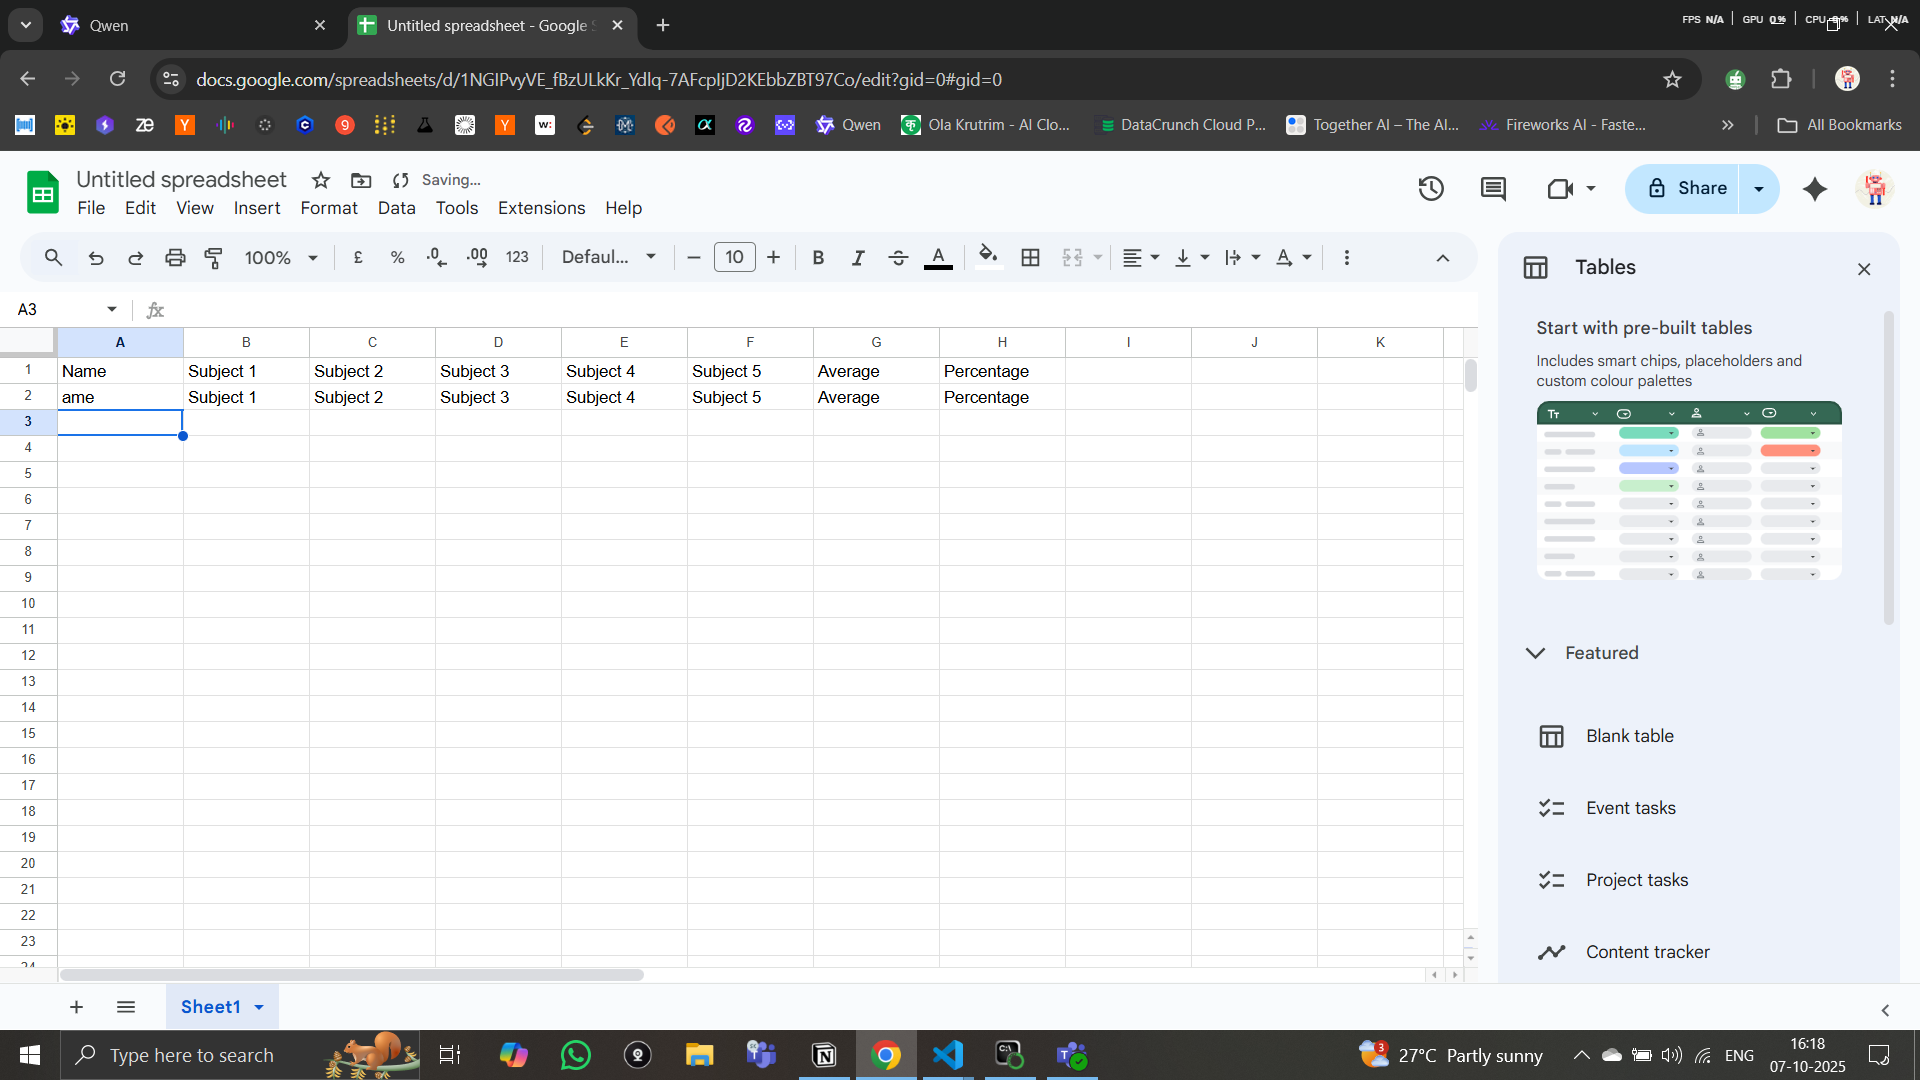 Qwen
Untitled spreadsheet - Google S
FPS N/A GPU 0% CPU LAT N/A
docs.google.com/spreadsheets/d/1NGIPvyVE_fBzULkKr_Ydlq-7AFcpIjD2KEbbZBT97Co/edit?gid=0#gid=0
Qwen
Ola Krutrim - AI Clo...
DataCrunch Cloud P...
Together AI – The AI...
Fireworks AI - Faste...
All Bookmarks
Untitled spreadsheet Saving...
Share
File Edit View Insert Format Data Tools Extensions Help
100% £ % .0 .00 123 Defaul... 10 B I A
A3 fx
A B C D E F G H I J K
1 Name Subject 1 Subject 2 Subject 3 Subject 4 Subject 5 Average Percentage
2 ame Subject 1 Subject 2 Subject 3 Subject 4 Subject 5 Average Percentage
3
4
5
6
7
8
9
10
11
12
13
14
15
16
17
18
19
20
21
22
23
24
Tables
Start with pre-built tables
Includes smart chips, placeholders and
custom colour palettes
Tт
Featured
Blank table
Event tasks
Project tasks
Content tracker
Sheet1
Type here to search
3 27°C Partly sunny
ENG
16:18
07-10-2025